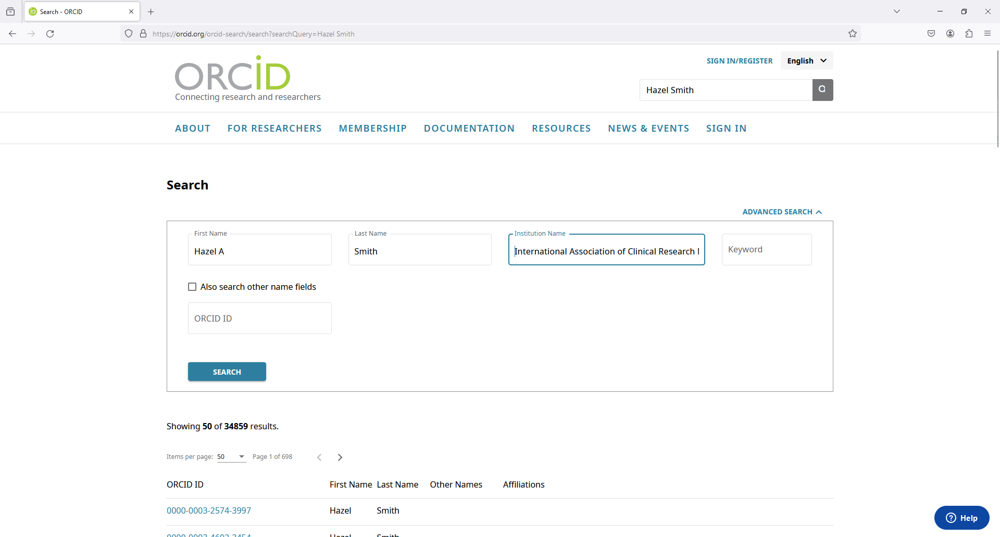 Search - ORCID
https://orcid.org/orcid-search/search?searchQuery=Hazel Smith
ORCID
Connecting research and researchers
SIGN IN/REGISTER
English
Hazel Smith
ABOUT FOR RESEARCHERS MEMBERSHIP DOCUMENTATION RESOURCES NEWS & EVENTS SIGN IN
Search
ADVANCED SEARCH
First Name Last Name Institution Name
Hazel A Smith International Association of Clinical Research Keyword
Also search other name fields
ORCID ID
SEARCH
Showing 50 of 34859 results.
Items per page: 50 Page 1 of 698
ORCID ID First Name Last Name Other Names Affiliations
0000-0003-2574-3997 Hazel Smith
0000-0003-4602-3454 Hazel Smith
Help